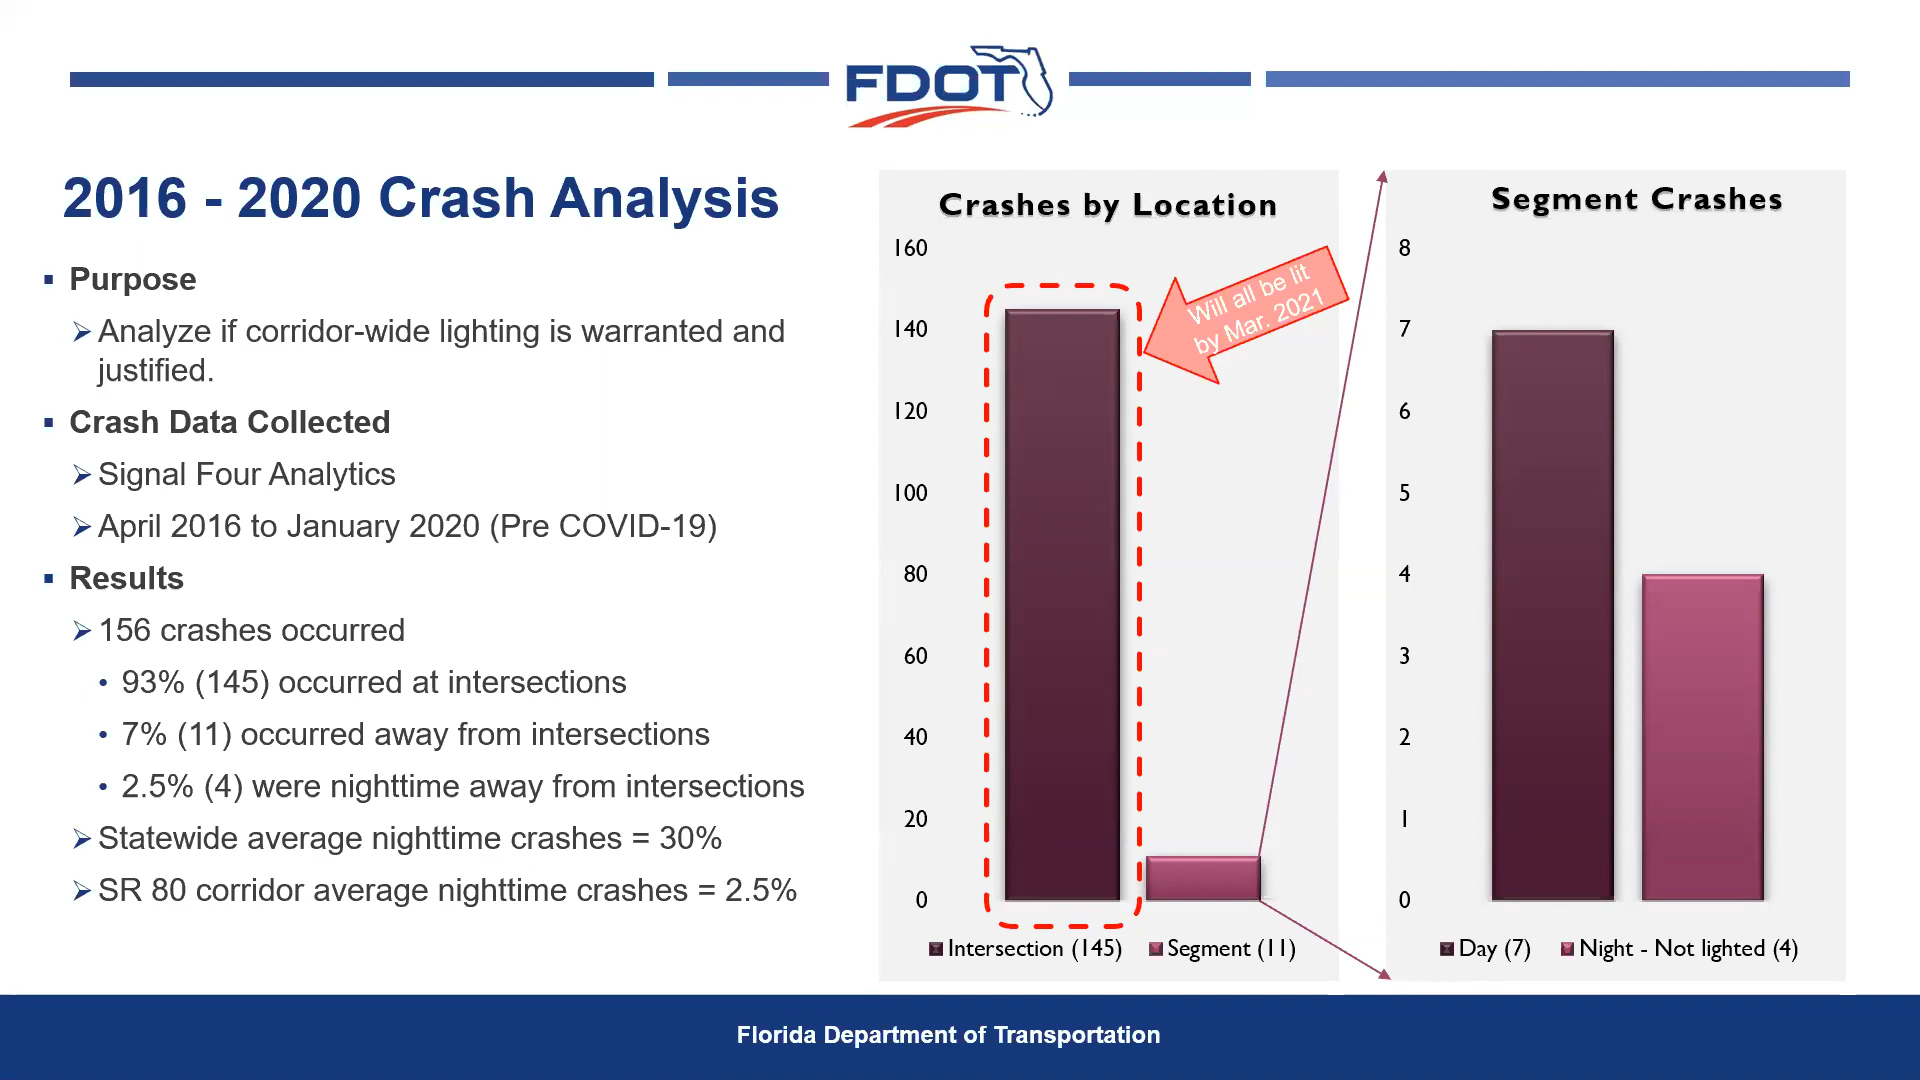 FDOT
2016 - 2020 Crash Analysis
Purpose
Analyze if corridor-wide lighting is warranted and
justified.
Crash Data Collected
Signal Four Analytics
April 2016 to January 2020 (Pre COVID-19)
Results
156 crashes occurred
93% (145) occurred at intersections
7% (11) occurred away from intersections
2.5% (4) were nighttime away from intersections
Statewide average nighttime crashes = 30%
SR 80 corridor average nighttime crashes = 2.5%
Crashes by Location
160
140
120
100
80
60
40
20
0
Will all be lit
by Mar. 2021
Intersection (145) Segment (11)
Segment Crashes
8
7
6
5
4
3
2
1
0
Day (7) Night - Not lighted (4)
Florida Department of Transportation